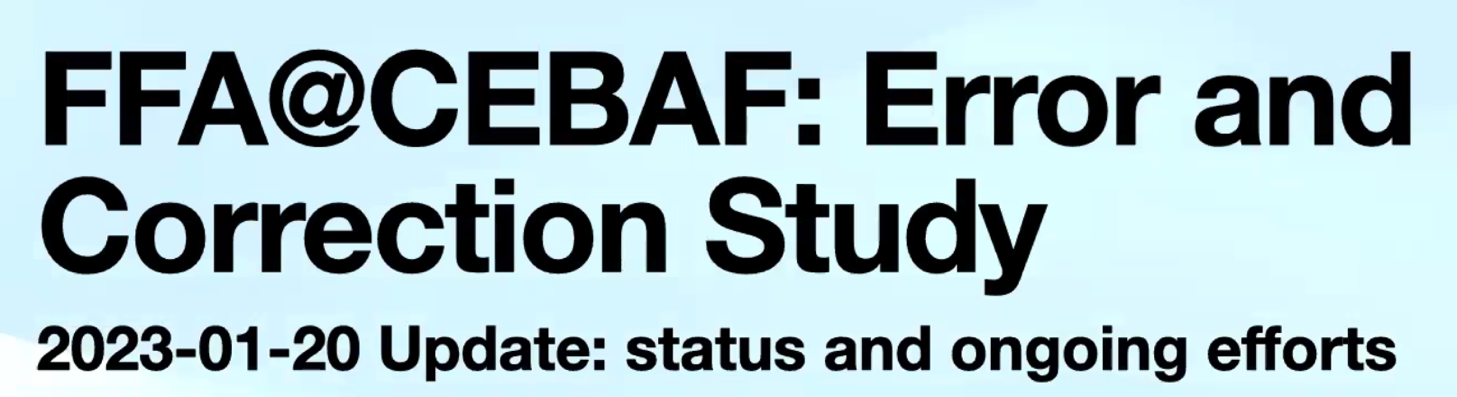 FFA@CEBAF: Error and
Correction Study
2023-01-20 Update: status and ongoing efforts